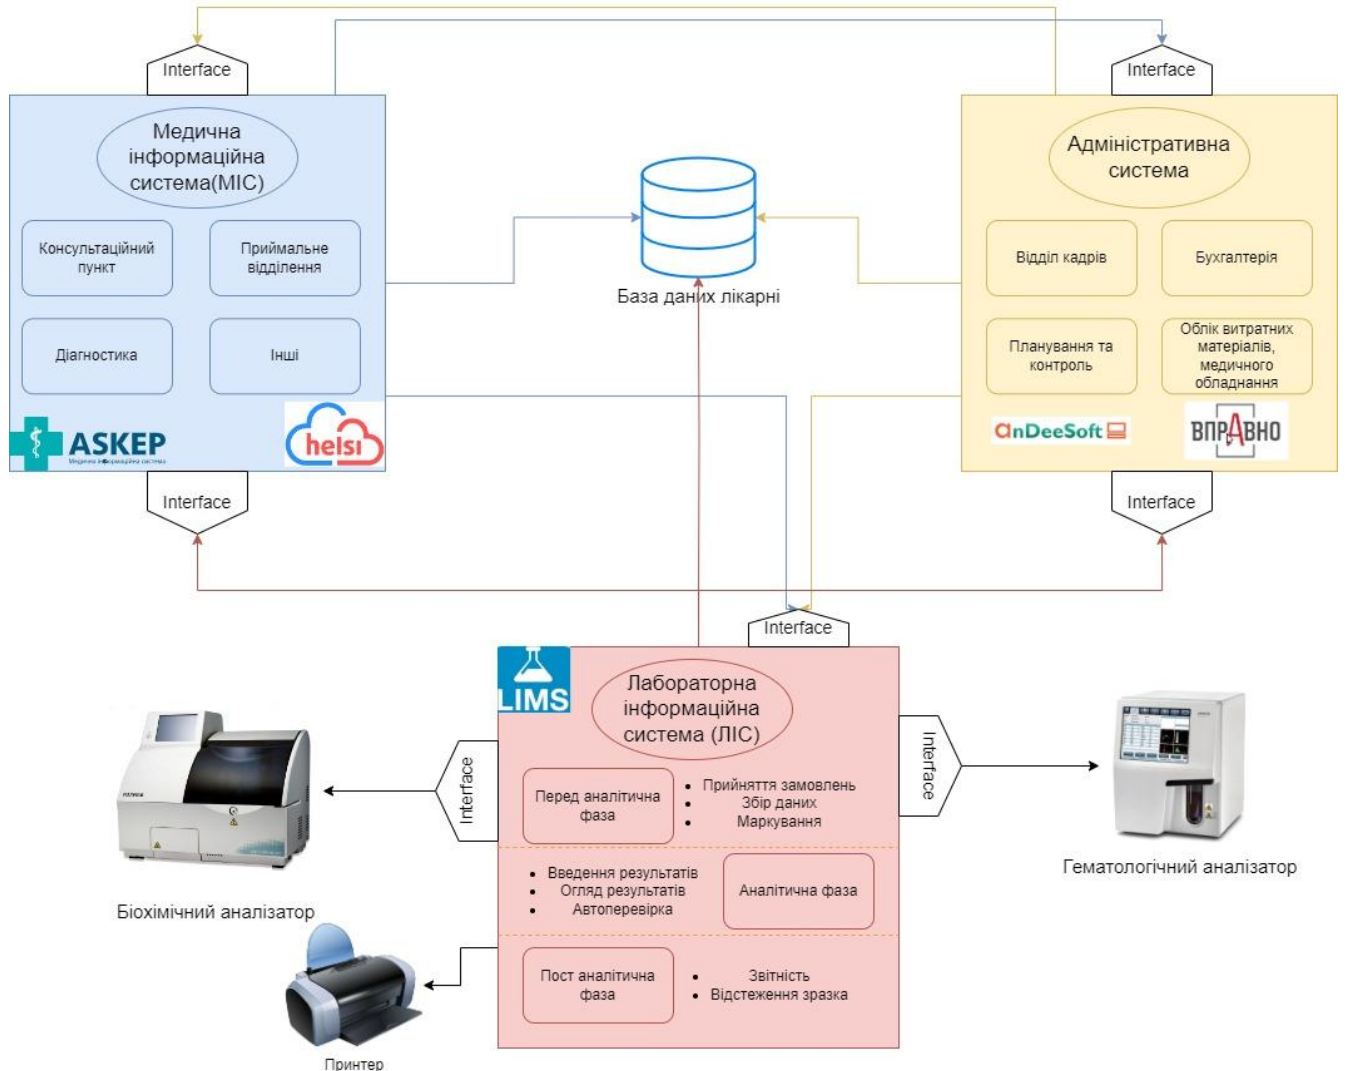 Interface
Interface
Медична
інформаційна
система(МІС)
Консультаційний
пункт
Приймальне
відділення
Діагностика
Інші
ASKEP
Медична інформаційна система
helsi
Interface
База даних лікарні
Адміністративна
система
Відділ кадрів
Бухгалтерія
Планування та
контроль
Облік витратних
матеріалів,
медичного
обладнання
anDeeSoft
ВПРАВНО
Interface
Interface
LIMS
Лабораторна
інформаційна
система (ЛІС)
Interface
Interface
Перед аналітична
фаза
Прийняття замовлень
Збір даних
Маркування
Введення результатів
Огляд результатів
Автоперевірка
Аналітична фаза
Пост аналітична
фаза
Звітність
Відстеження зразка
Біохімічний аналізатор
Гематологічний аналізатор
Принтер